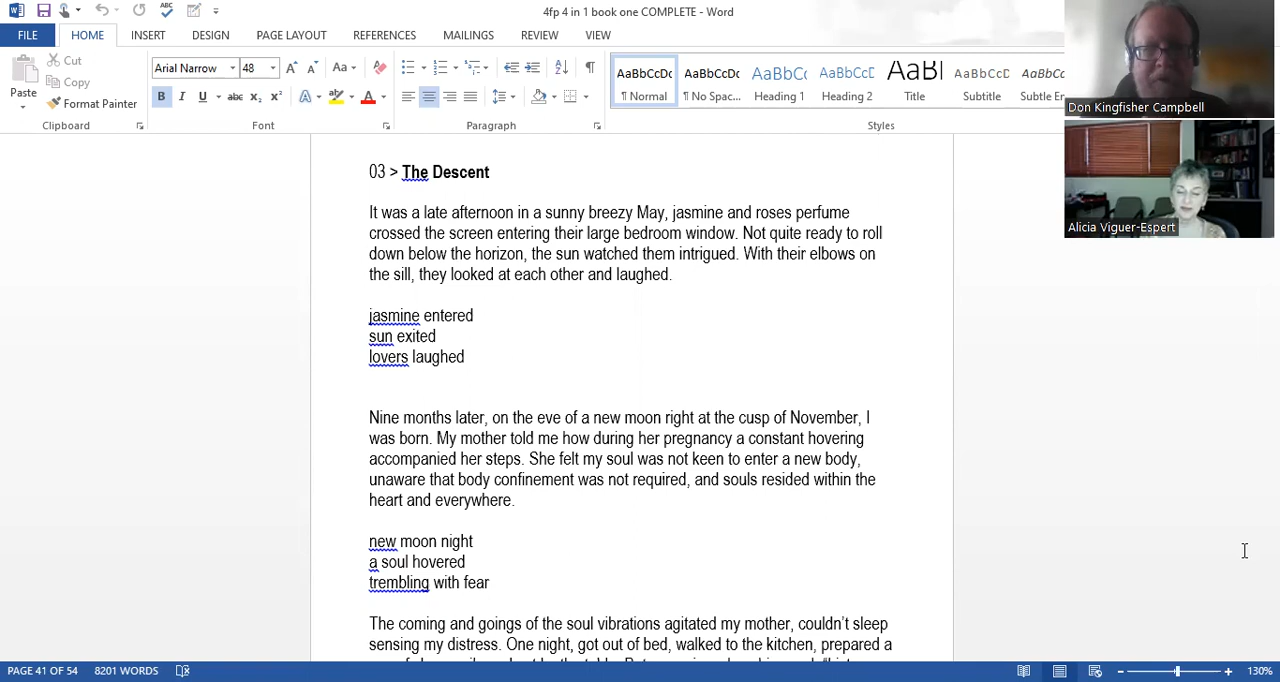 4fp 4 in 1 book one COMPLETE - Word
FILE HOME INSERT DESIGN PAGE LAYOUT REFERENCES MAILINGS REVIEW VIEW
Paste
Cut
Copy
Format Painter
Clipboard
Arial Narrow 48
Font
Paragraph
AaBbCcDc AaBbCcDc AaBbCc AaBbCcD AaBl AaBbCcD AaBbCcD
¶ Normal ¶ No Spac... Heading 1 Heading 2 Title Subtitle Subtle Em
Styles
Don Kingfisher Campbell
Alicia Viguer-Espert
03 > The Descent
It was a late afternoon in a sunny breezy May, jasmine and roses perfume
crossed the screen entering their large bedroom window. Not quite ready to roll
down below the horizon, the sun watched them intrigued. With their elbows on
the sill, they looked at each other and laughed.
jasmine entered
sun exited
lovers laughed
Nine months later, on the eve of a new moon right at the cusp of November, I
was born. My mother told me how during her pregnancy a constant hovering
accompanied her steps. She felt my soul was not keen to enter a new body,
unaware that body confinement was not required, and souls resided within the
heart and everywhere.
new moon night
a soul hovered
trembling with fear
The coming and goings of the soul vibrations agitated my mother, couldn't sleep
sensing my distress. One night, got out of bed, walked to the kitchen, prepared a
PAGE 41 OF 54 8201 WORDS 130%